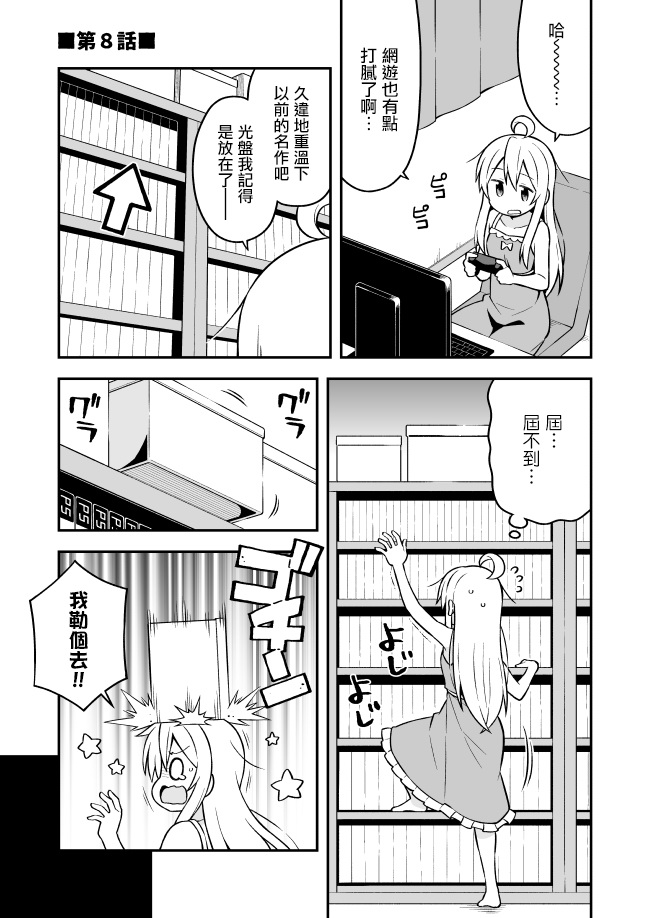 ■第8話■
哈~~~~~~…
網遊也有點
打膩了啊…
ピコ
ピコ
久違地重溫下
以前的名作吧
光盤我記得
是放在了——
屆…
屆不到…
よじ
よじ
グラ
グラ
ゴキーン
我勒個去!!